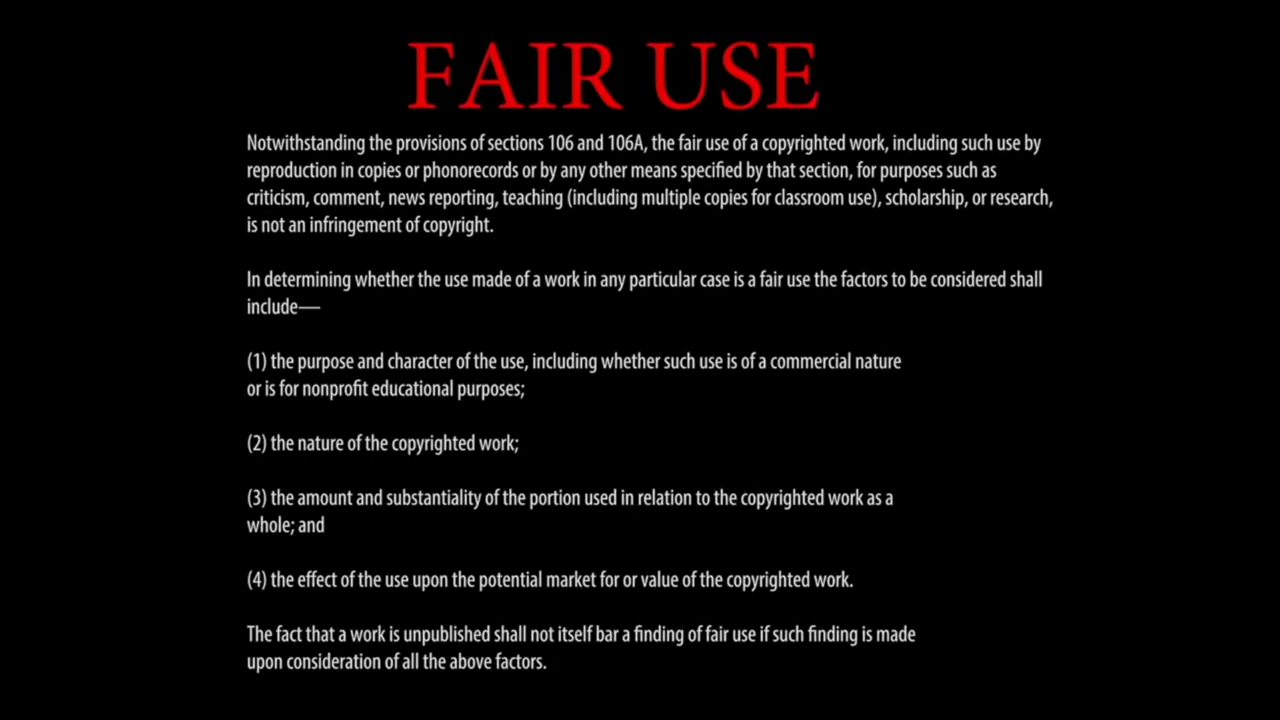 FAIR USE
Notwithstanding the provisions of sections 106 and 106A, the fair use of a copyrighted work, including such use by
reproduction in copies or phonorecords or by any other means specified by that section, for purposes such as
criticism, comment, news reporting, teaching (including multiple copies for classroom use), scholarship, or research,
is not an infringement of copyright.
In determining whether the use made of a work in any particular case is a fair use the factors to be considered shall
include—
(1) the purpose and character of the use, including whether such use is of a commercial nature
or is for nonprofit educational purposes;
(2) the nature of the copyrighted work;
(3) the amount and substantiality of the portion used in relation to the copyrighted work as a
whole; and
(4) the effect of the use upon the potential market for or value of the copyrighted work.
The fact that a work is unpublished shall not itself bar a finding of fair use if such finding is made
upon consideration of all the above factors.